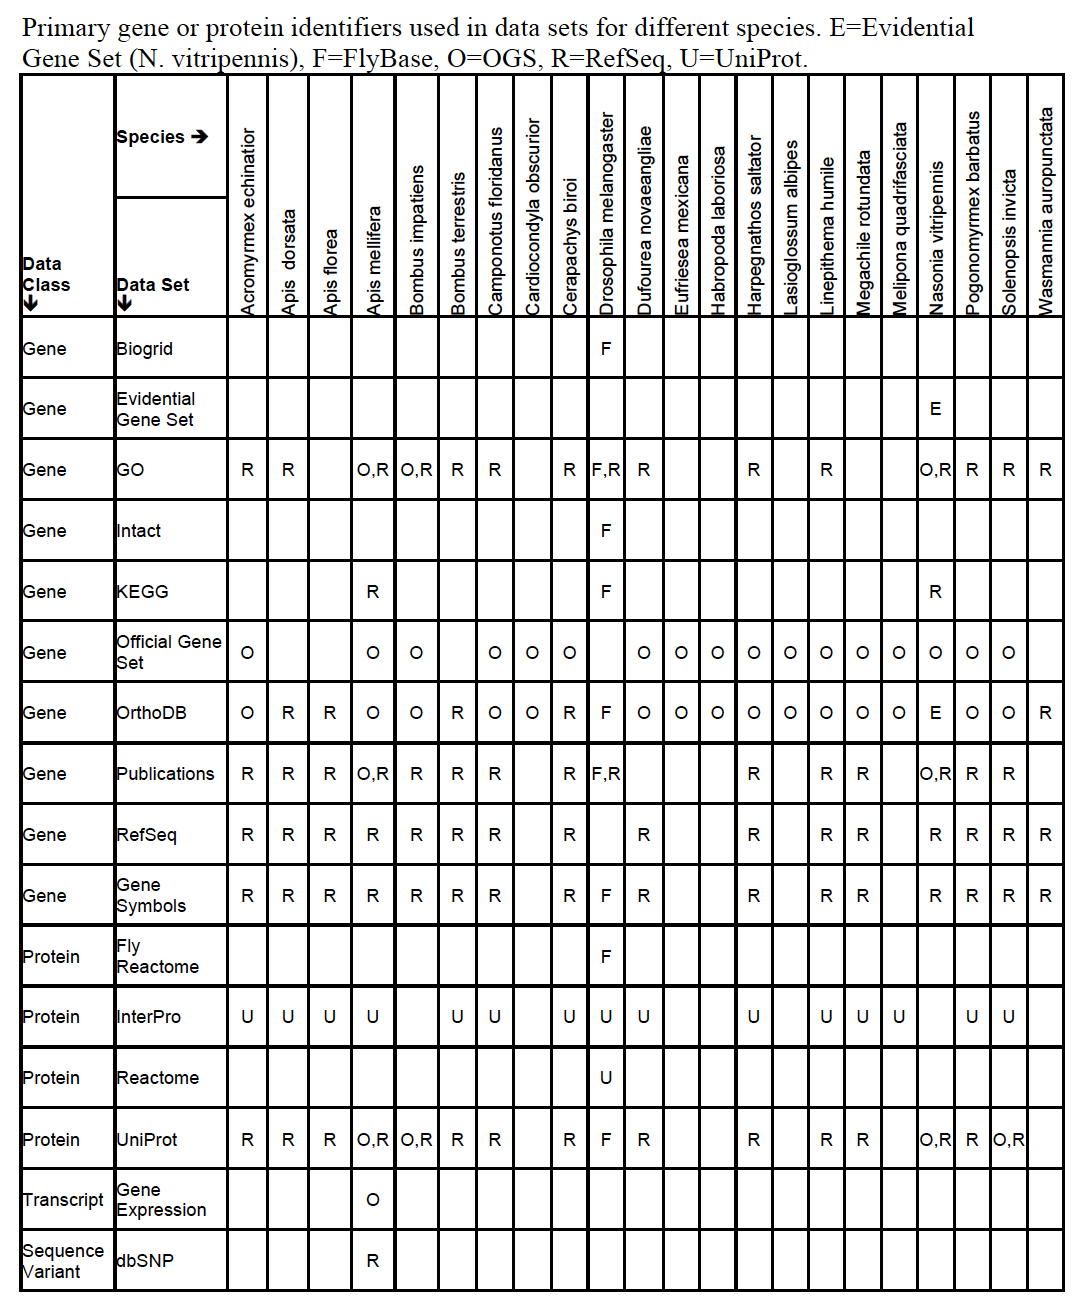 Primary gene or protein identifiers used in data sets for different species. E=Evidential
Gene Set (N. vitripennis), F=FlyBase, O=OGS, R=RefSeq, U=UniProt.
Data
Class
🡫
Species 🡪
Data Set
🡫
Acromyrmex echinatior
Apis dorsata
Apis florea
Apis mellifera
Bombus impatiens
Bombus terrestris
Camponotus floridanus
Cardiocondyla obscurior
Cerapachys biroi
Drosophila melanogaster
Dufourea novaeangliae
Eufriesea mexicana
Habropoda laboriosa
Harpegnathos saltator
Lasioglossum albipes
Linepithema humile
Megachile rotundata
Melipona quadrifasciata
Nasonia vitripennis
Pogonomyrmex barbatus
Solenopsis invicta
Wasmannia auropunctata
Gene Biogrid F
Gene Evidential
Gene Set E
Gene GO R R O,R O,R R R R F,R R R R O,R R R R
Gene Intact F
Gene KEGG R F R
Gene Official Gene
Set O O O O O O O O O O O O O O O O O
Gene OrthoDB O R R O O R O O R F O O O O O O O O E O O R
Gene Publications R R R O,R R R R R F,R R R R O,R R R
Gene RefSeq R R R R R R R R R R R R R R R R
Gene Gene
Symbols R R R R R R R R F R R R R R R R R
Protein Fly
Reactome F
Protein InterPro U U U U U U U U U U U U U U U
Protein Reactome U
Protein UniProt R R R O,R O,R R R R F R R R R O,R R O,R
Transcript Gene
Expression O
Sequence
Variant dbSNP R